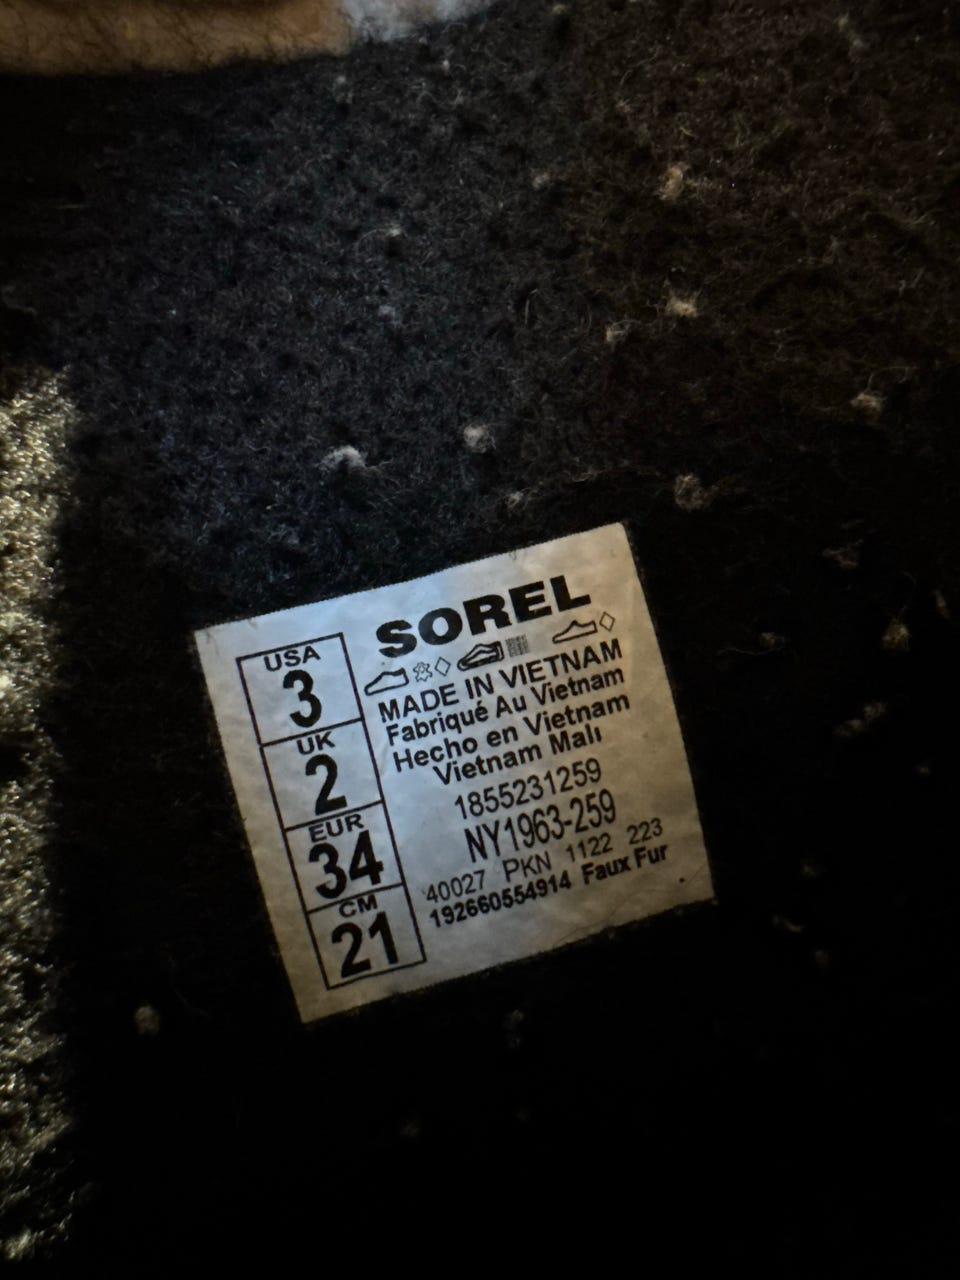 SOREL
USA
3
UK
2
EUR
34
CM
21
MADE IN VIETNAM
Fabriqué Au Vietnam
Hecho en Vietnam
Vietnam Malı
1855231259
NY1963-259
40027 PKN 1122 223
192660554914 Faux Fur